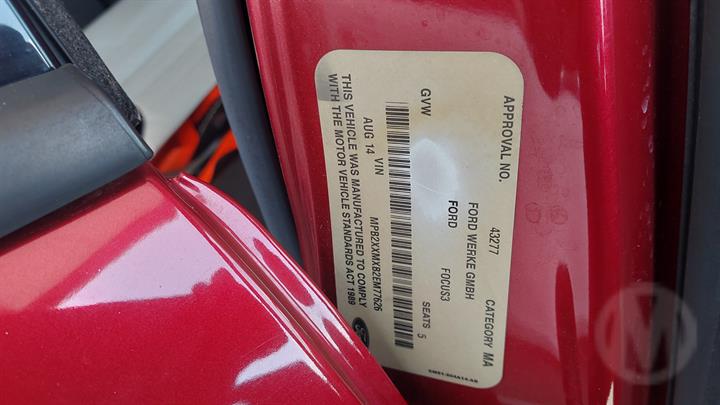 APPROVAL NO. 43277 CATEGORY MA
FORD WERKE GMBH
FORD FOCUS3
GVW SEATS 5
MPB2XXMXB2EM77626
AUG 14 VIN
THIS VEHICLE WAS MANUFACTURED TO COMPLY
WITH THE MOTOR VEHICLE STANDARDS ACT 1989
M